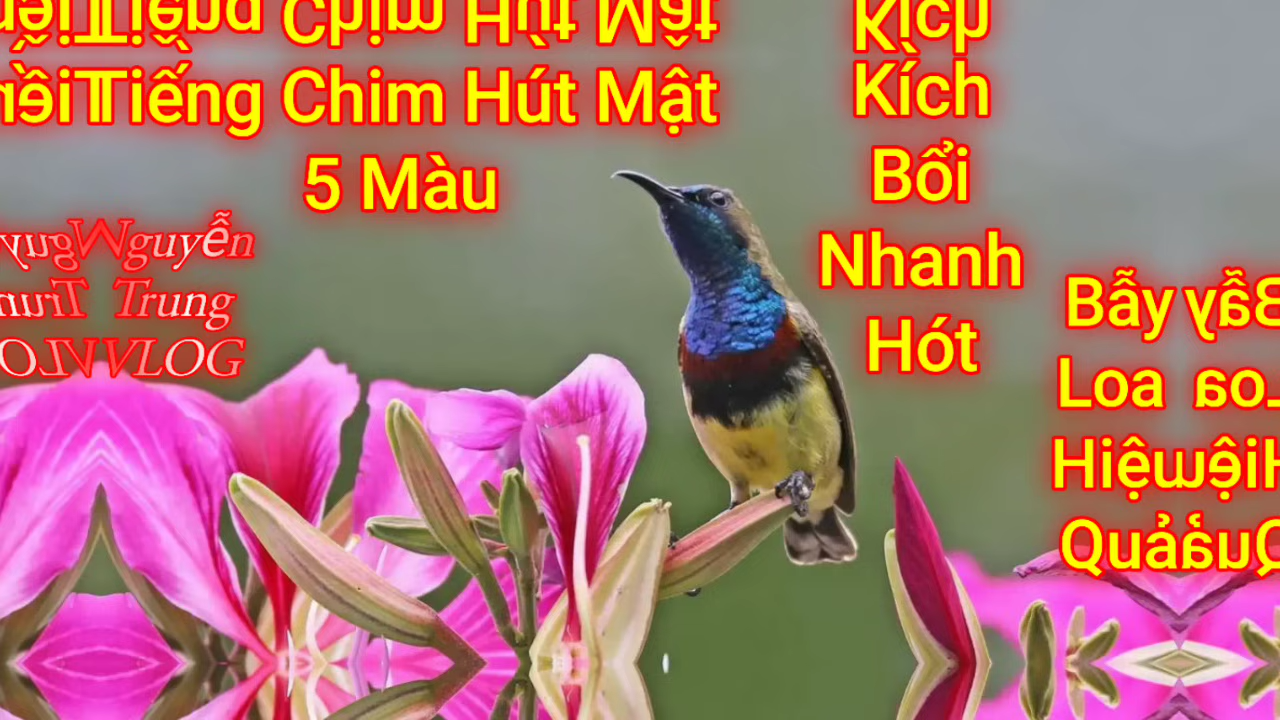 Tiếng Chim Hút Mật
5 Màu
Kích
Bổi
Nhanh
Hót
Nguyễn
Trung
VLOG
Bẫy
Loa
Hiệu
Quả